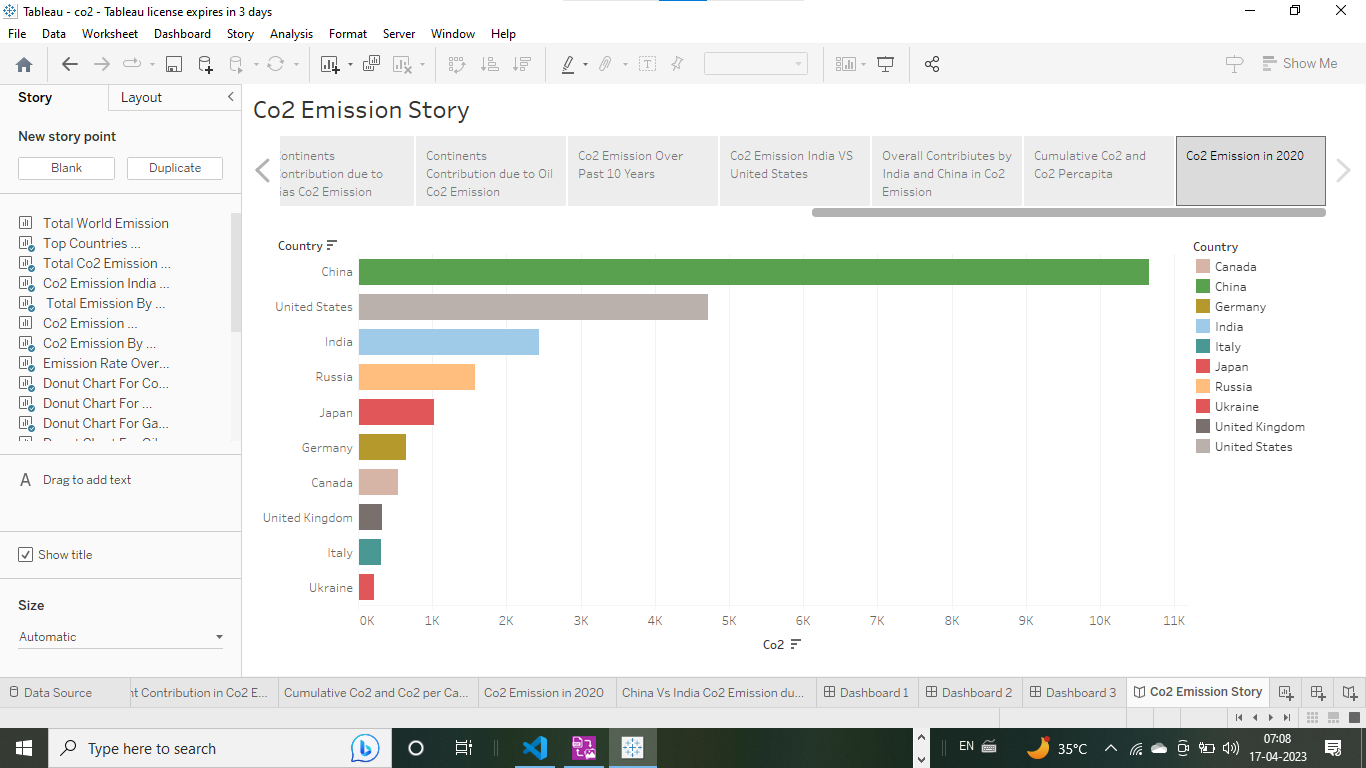 Tableau - co2 - Tableau license expires in 3 days
File Data Worksheet Dashboard Story Analysis Format Server Window Help
Show Me
Story Layout
New story point
Blank Duplicate
Total World Emission
Top Countries ...
Total Co2 Emission ...
Co2 Emission India ...
Total Emission By ...
Co2 Emission ...
Co2 Emission By ...
Emission Rate Over...
Donut Chart For Co...
Donut Chart For ...
Donut Chart For Ga...
A Drag to add text
Show title
Size
Automatic
Co2 Emission Story
ontinents
ontribution due to
ias Co2 Emission
Continents
Contribution due to Oil
Co2 Emission
Co2 Emission Over
Past 10 Years
Co2 Emission India VS
United States
Overall Contribiutes by
India and China in Co2
Emission
Cumulative Co2 and
Co2 Percapita
Co2 Emission in 2020
Country
China
United States
India
Russia
Japan
Germany
Canada
United Kingdom
Italy
Ukraine
0K 1K 2K 3K 4K 5K 6K 7K 8K 9K 10K 11K
Co2
Country
Canada
China
Germany
India
Italy
Japan
Russia
Ukraine
United Kingdom
United States
Data Source nt Contribution in Co2 E... Cumulative Co2 and Co2 per Ca... Co2 Emission in 2020 China Vs India Co2 Emission du... Dashboard 1 Dashboard 2 Dashboard 3 Co2 Emission Story
Type here to search
EN
35°C
07:08
17-04-2023